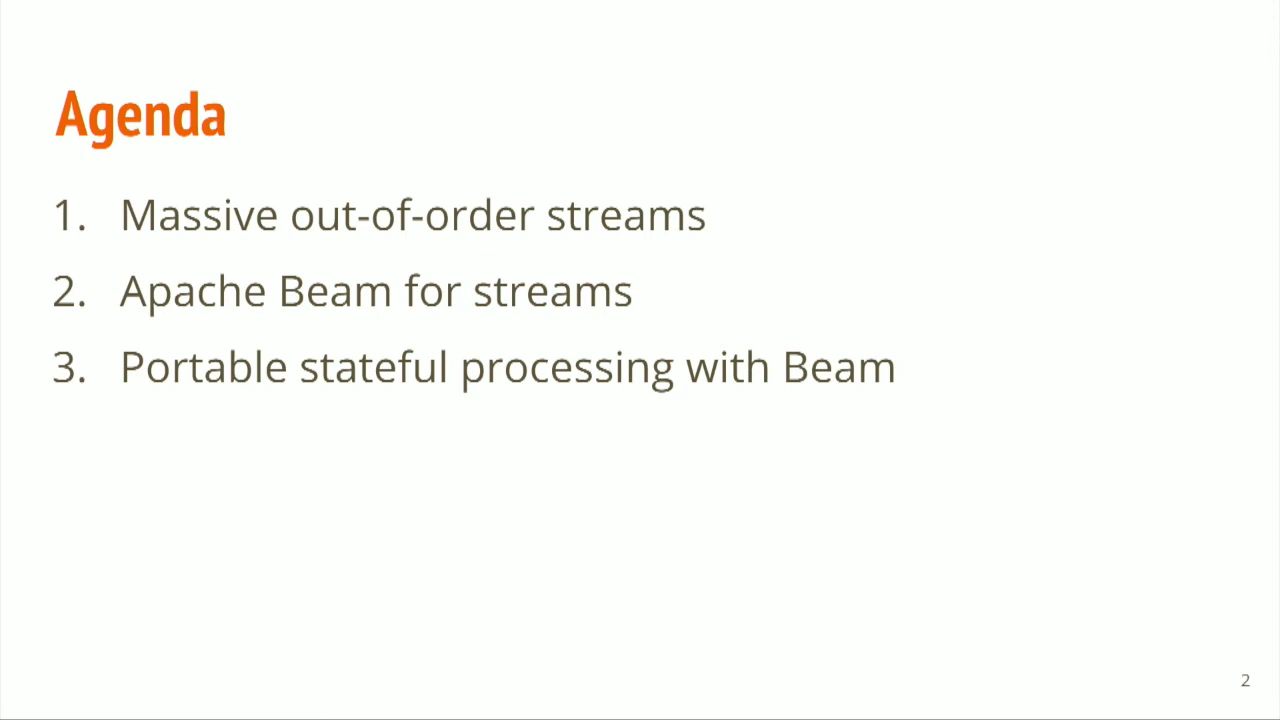 Agenda
1. Massive out-of-order streams
2. Apache Beam for streams
3. Portable stateful processing with Beam
2